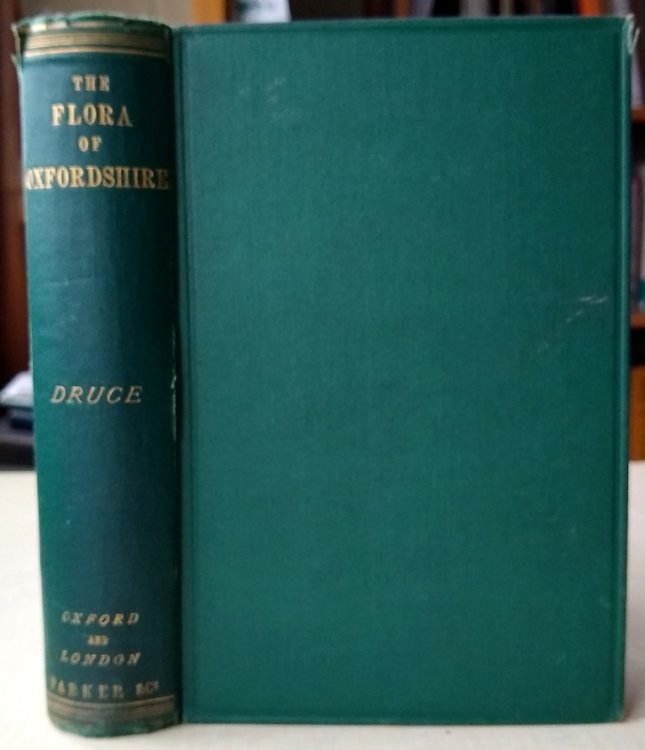 THE
FLORA
OF
OXFORDSHIRE
DRUCE
OXFORD
AND
LONDON
PARKER &Co